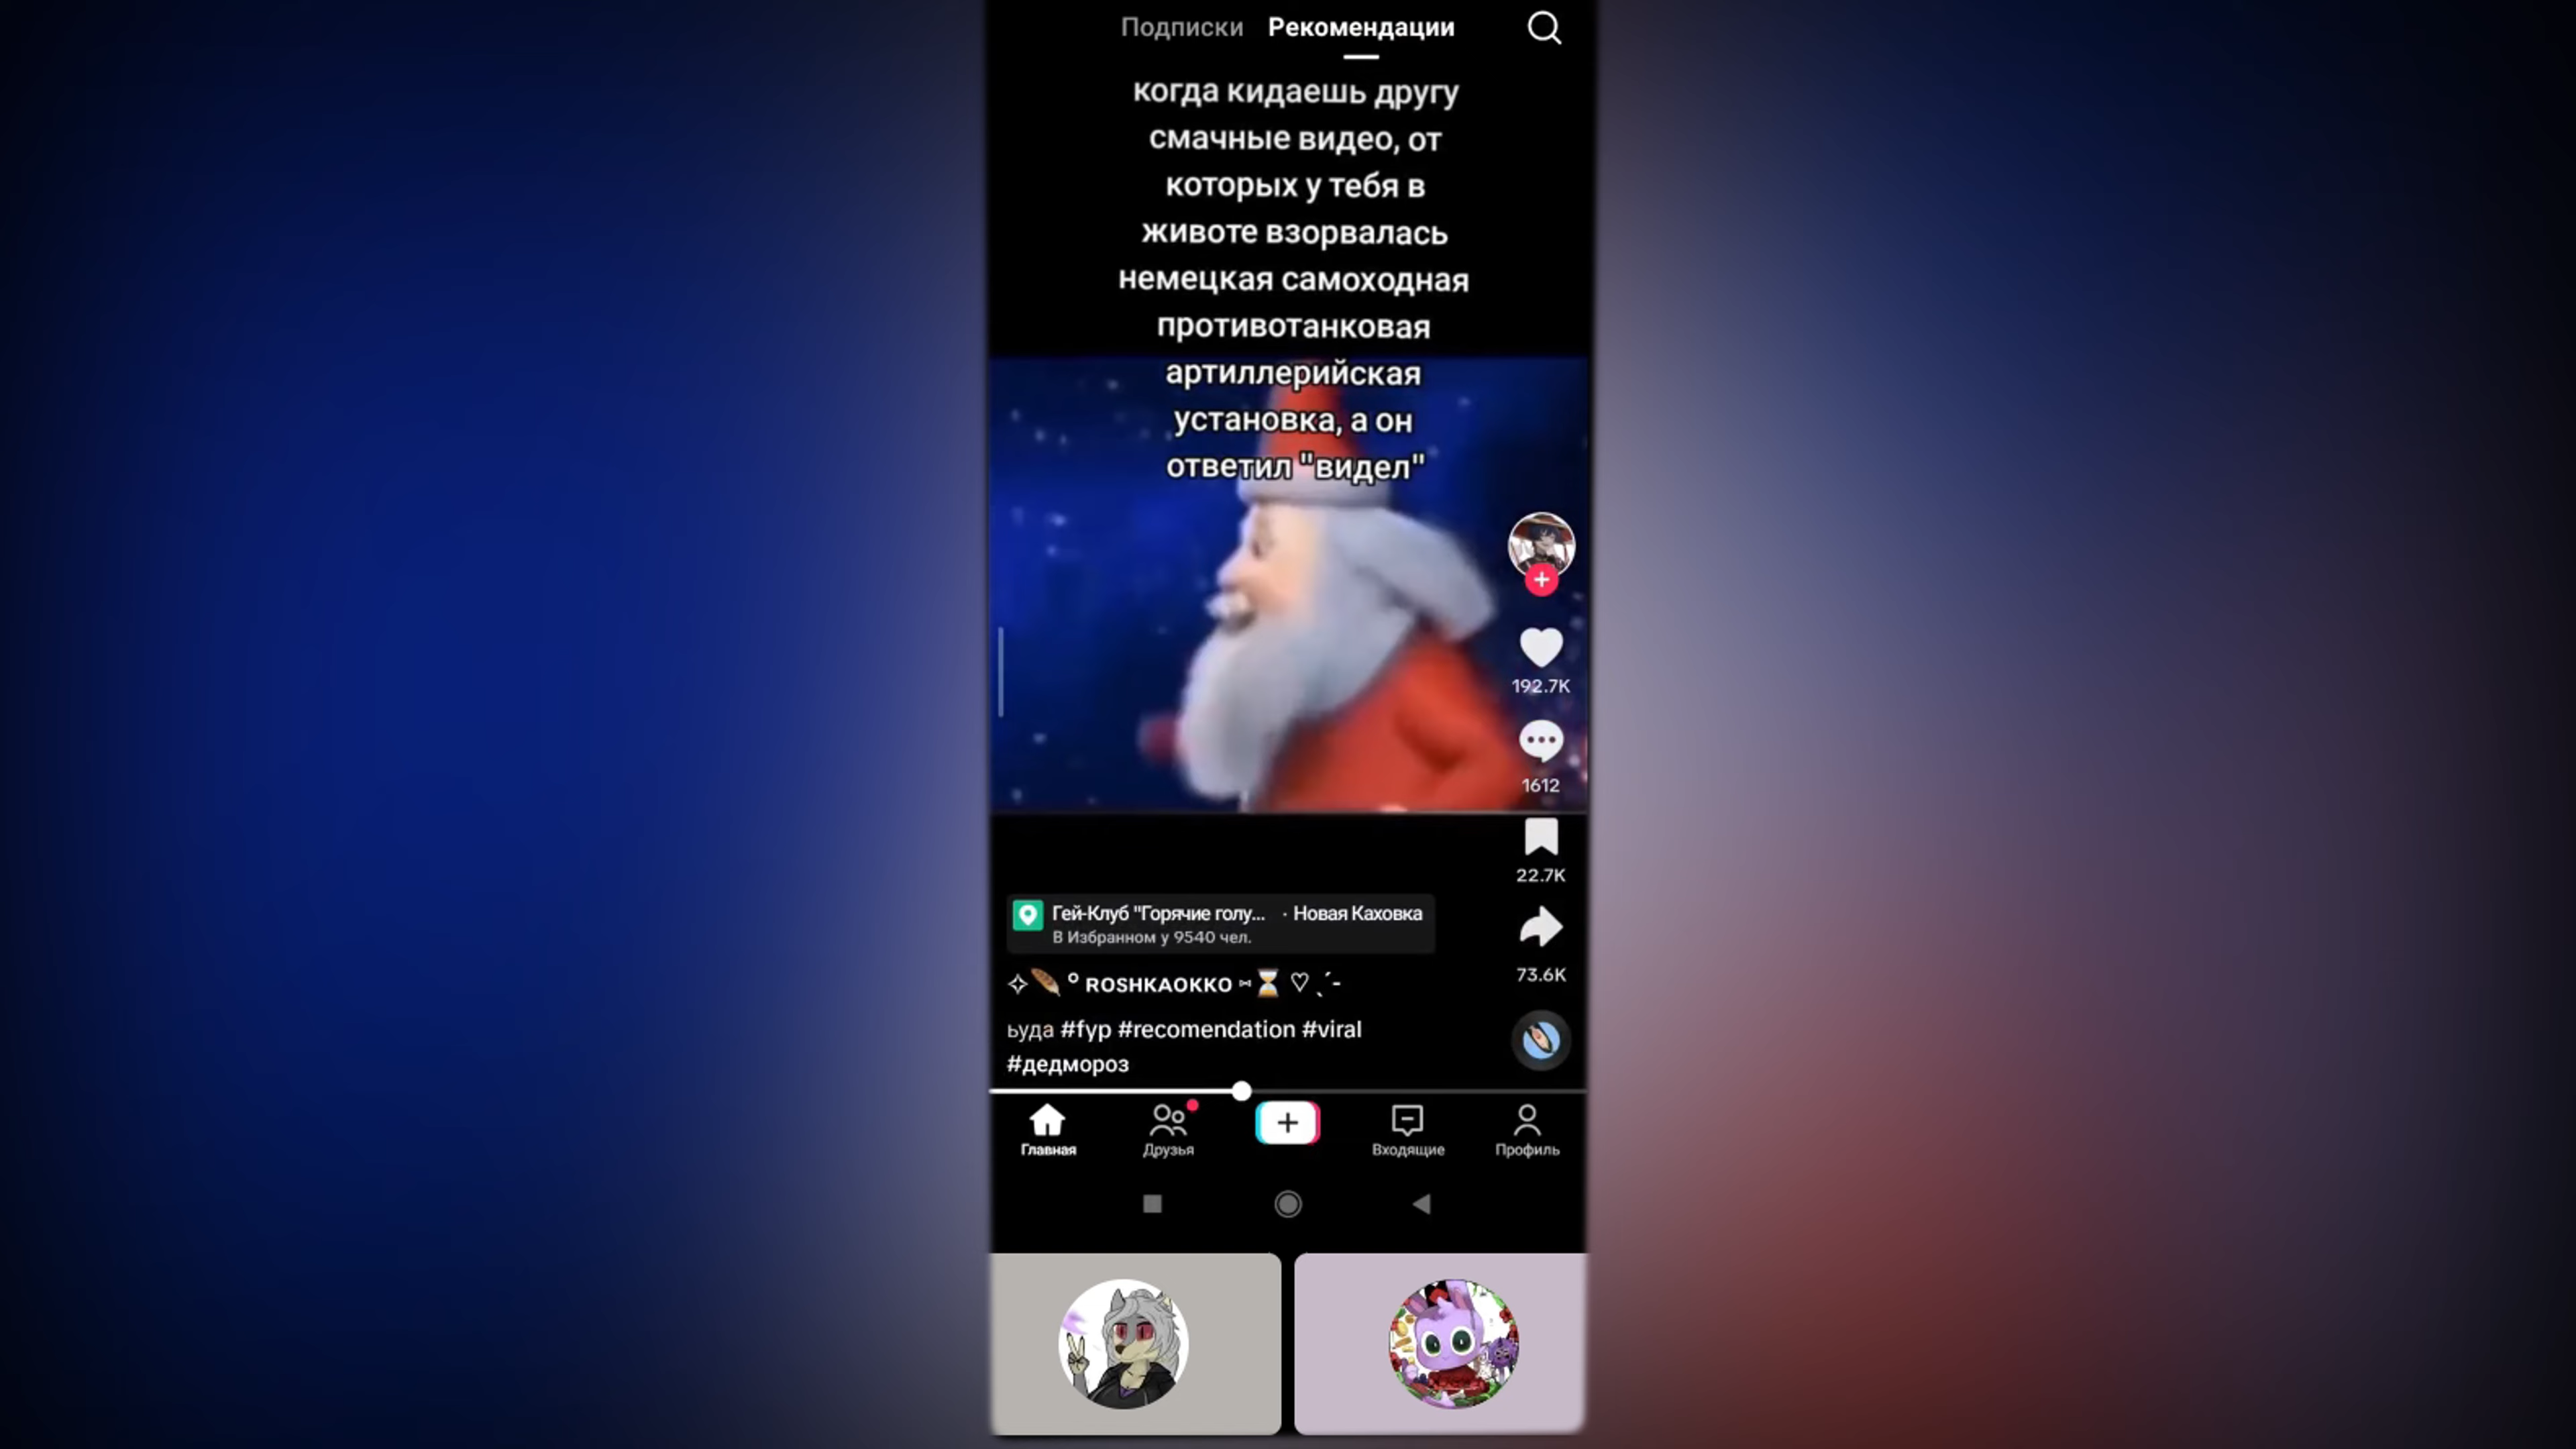 Подписки Рекомендации
когда кидаешь другу
смачные видео, от
которых у тебя в
животе взорвалась
немецкая самоходная
противотанковая
артиллерийская
установка, а он
ответил "видел"
192.7K
1612
22.7K
Гей-Клуб "Горячие голу... · Новая Каховка
В Избранном у 9540 чел.
73.6K
ROSHKAOKKO
ьуда #fyp #recomendation #viral
#дедмороз
Главная Друзья Входящие Профиль